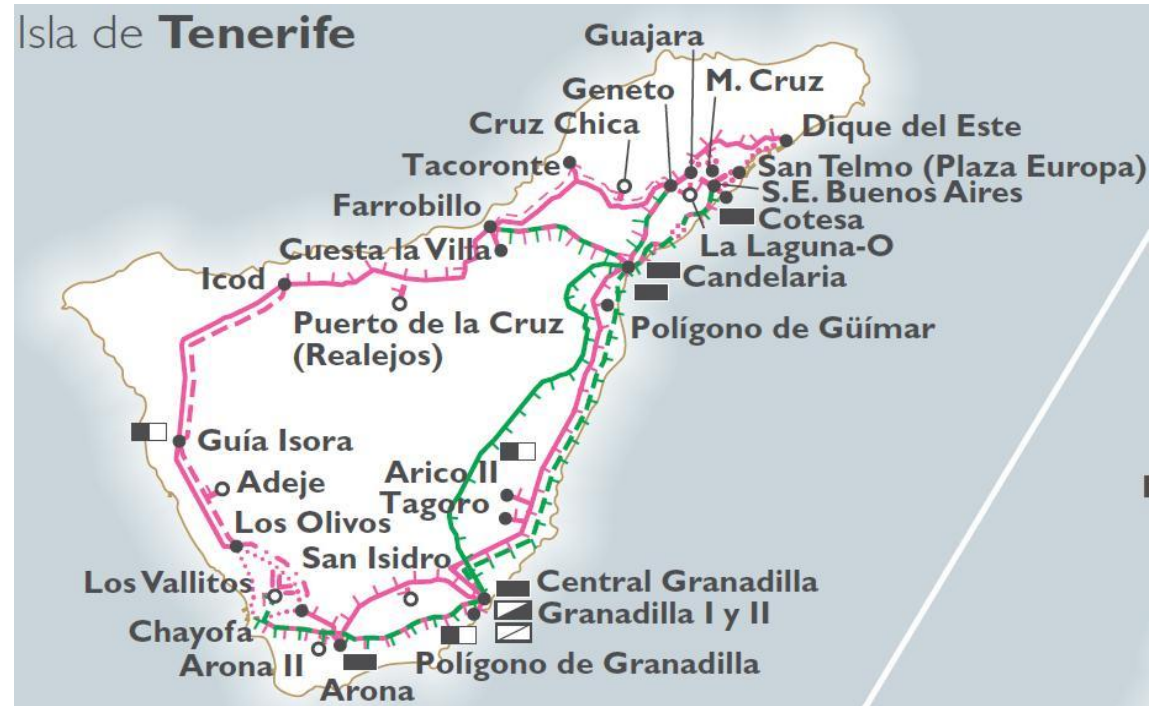 Isla de Tenerife
Guajara
Geneto
M. Cruz
Cruz Chica
Dique del Este
Tacoronte
San Telmo (Plaza Europa)
S.E. Buenos Aires
Farrobillo
Cotesa
Cuesta la Villa
La Laguna-O
Icod
Candelaria
Puerto de la Cruz
(Realejos)
Polígono de Güímar
Guía Isora
Adeje
Arico II
Tagoro
Los Olivos
San Isidro
Los Vallitos
Central Granadilla
Granadilla I y II
Chayofa
Arona II
Polígono de Granadilla
Arona